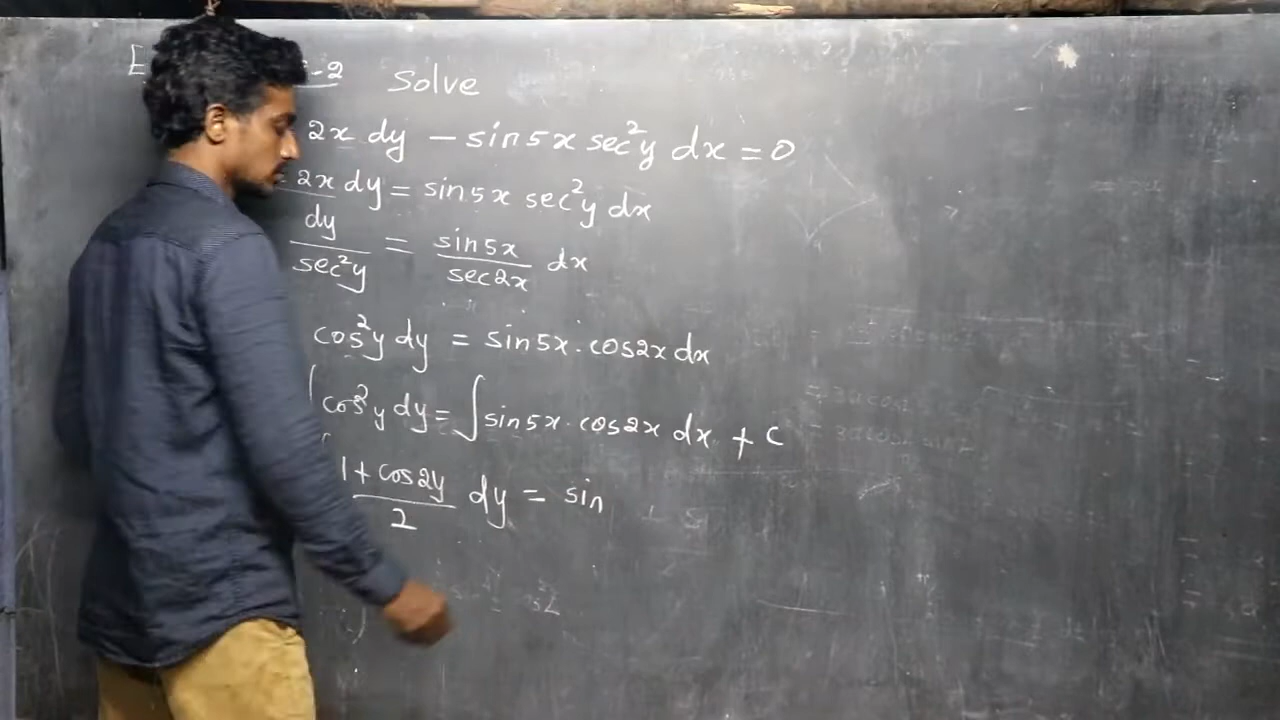 E -2 Solve
2x dy - sin5x sec²y dx = 0
2x dy = sin5x sec²y dx
dy/sec²y = sin5x/sec2x dx
cos²y dy = sin5x · cos2x dx
∫cos²y dy = ∫sin5x · cos2x dx + c
1+cos2y/2 dy = sin